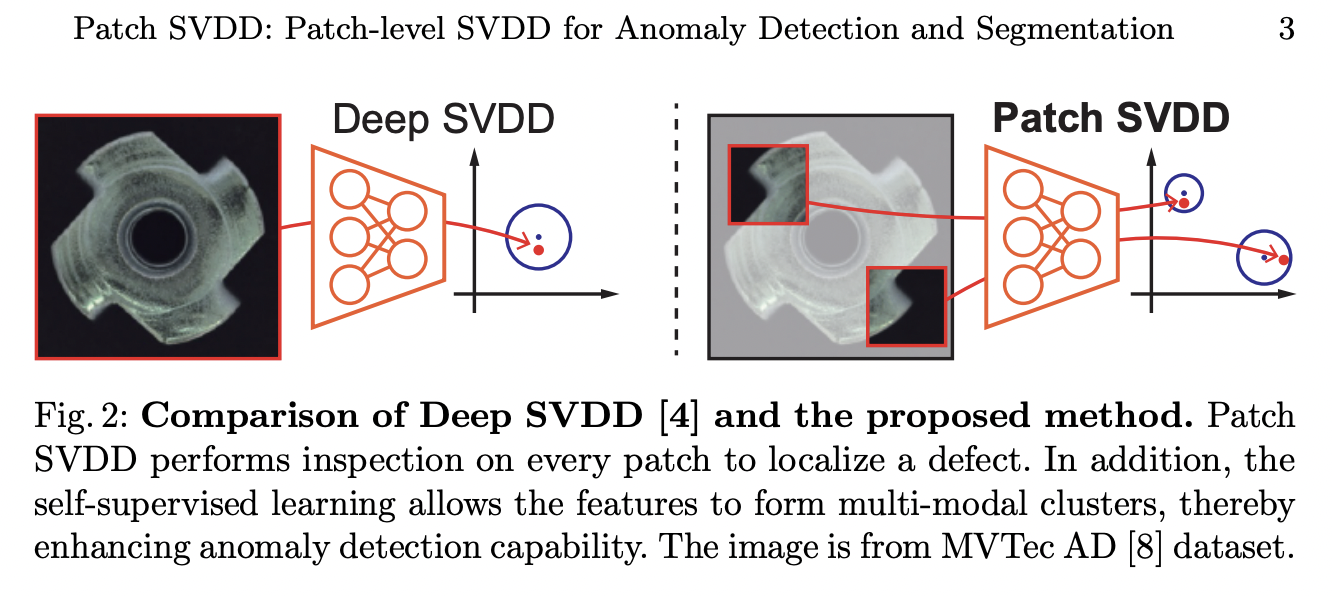 Patch SVDD: Patch-level SVDD for Anomaly Detection and Segmentation 3
Deep SVDD
Patch SVDD
Fig. 2: Comparison of Deep SVDD [4] and the proposed method. Patch
SVDD performs inspection on every patch to localize a defect. In addition, the
self-supervised learning allows the features to form multi-modal clusters, thereby
enhancing anomaly detection capability. The image is from MVTec AD [8] dataset.